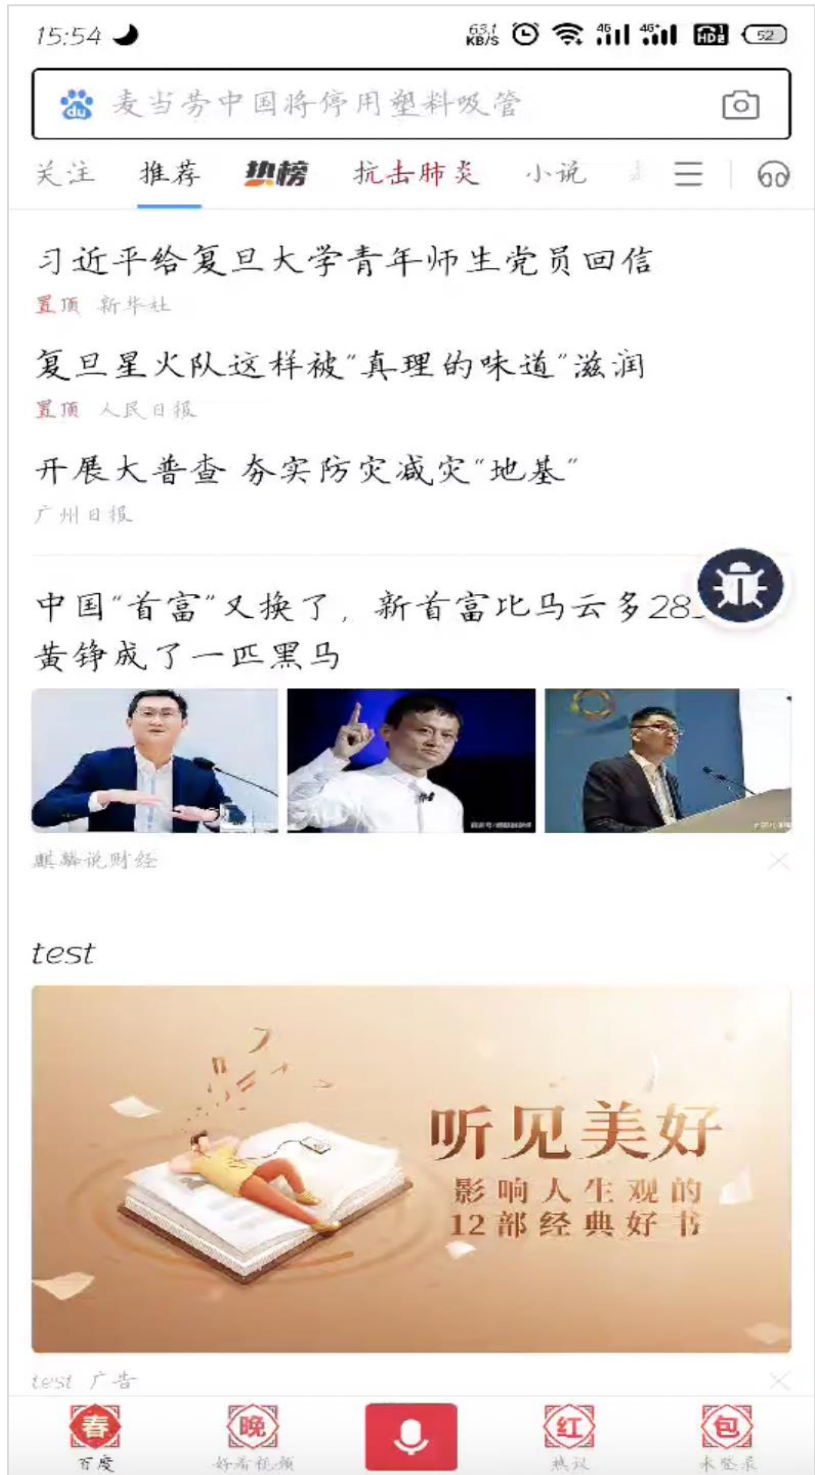 15:54
63.1 KB/S 4G 4G+ HD 1 2 52
du 麦当劳中国将停用塑料吸管
关注 推荐 热榜 抗击肺炎 小说
习近平给复旦大学青年师生党员回信
置顶 新华社
复旦星火队这样被"真理的味道"滋润
置顶 人民日报
开展大普查 夯实防灾减灾"地基"
广州日报
中国"首富"又换了，新首富比马云多28
黄铮成了一匹黑马
麒麟说财经
test
听见美好
影响人生观的
12部经典好书
test 广告
春 晚 红 包
百度 好看视频 热议 未登录